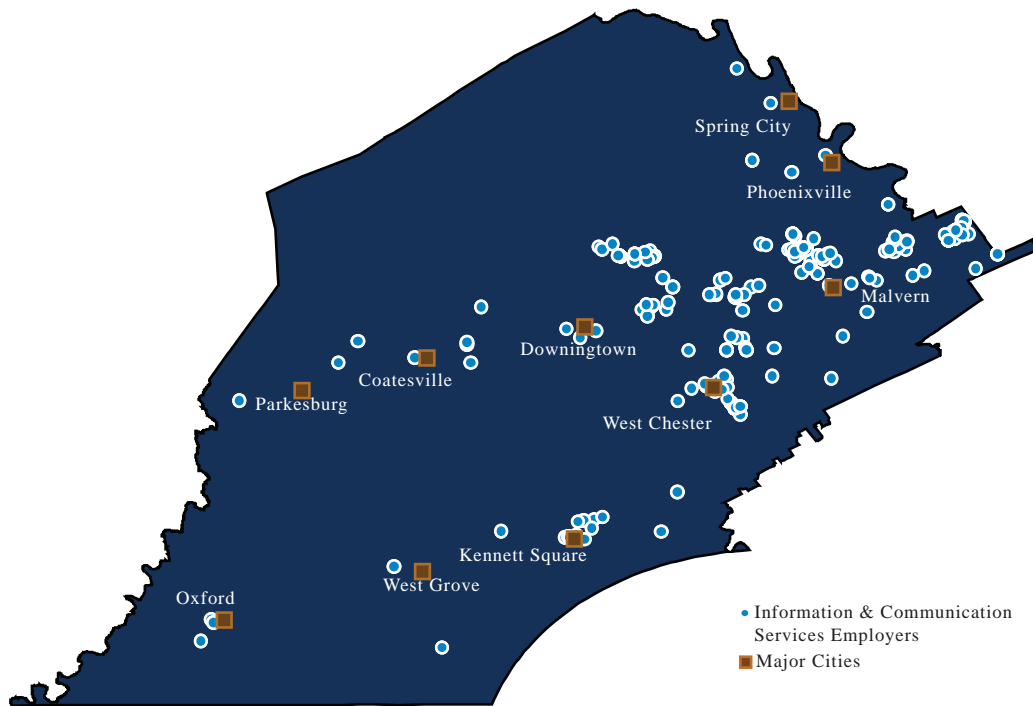 Spring City
Phoenixville
Malvern
Downingtown
Coatesville
Parkesburg
West Chester
Kennett Square
West Grove
Oxford
Information & Communication
Services Employers
Major Cities